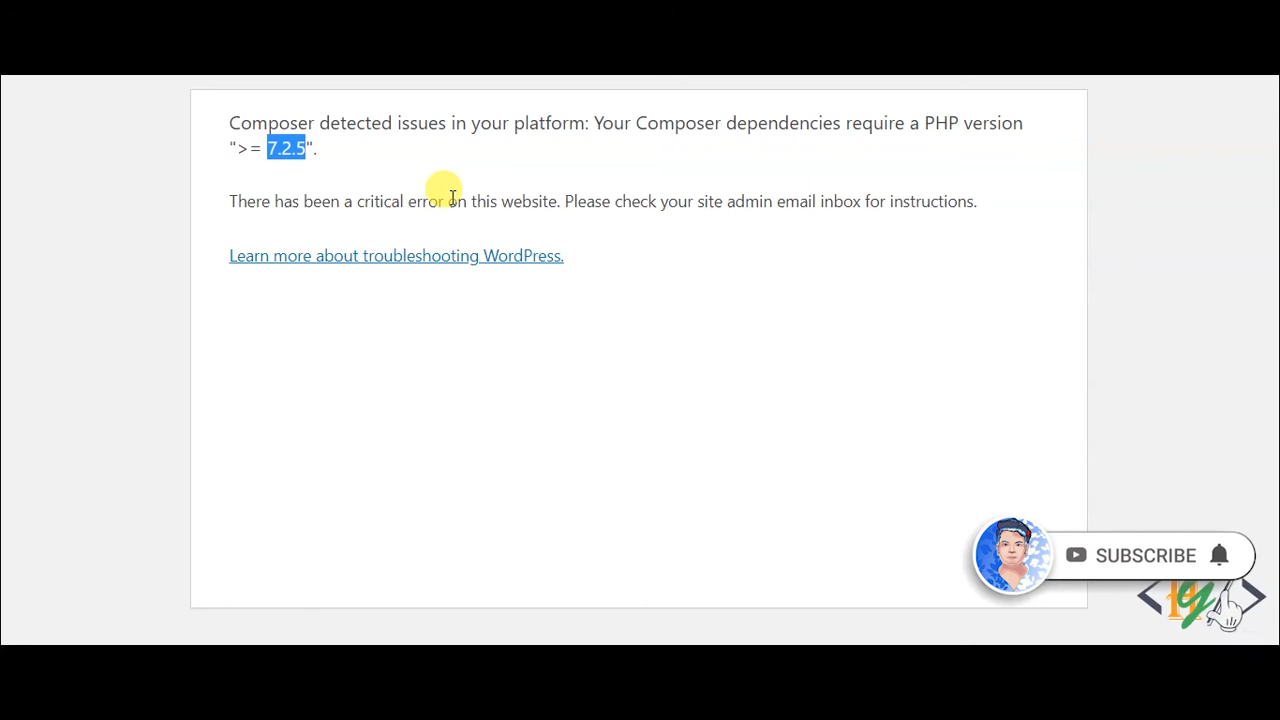 Composer detected issues in your platform: Your Composer dependencies require a PHP version
">= 7.2.5".
There has been a critical error on this website. Please check your site admin email inbox for instructions.
Learn more about troubleshooting WordPress.
SUBSCRIBE
H g